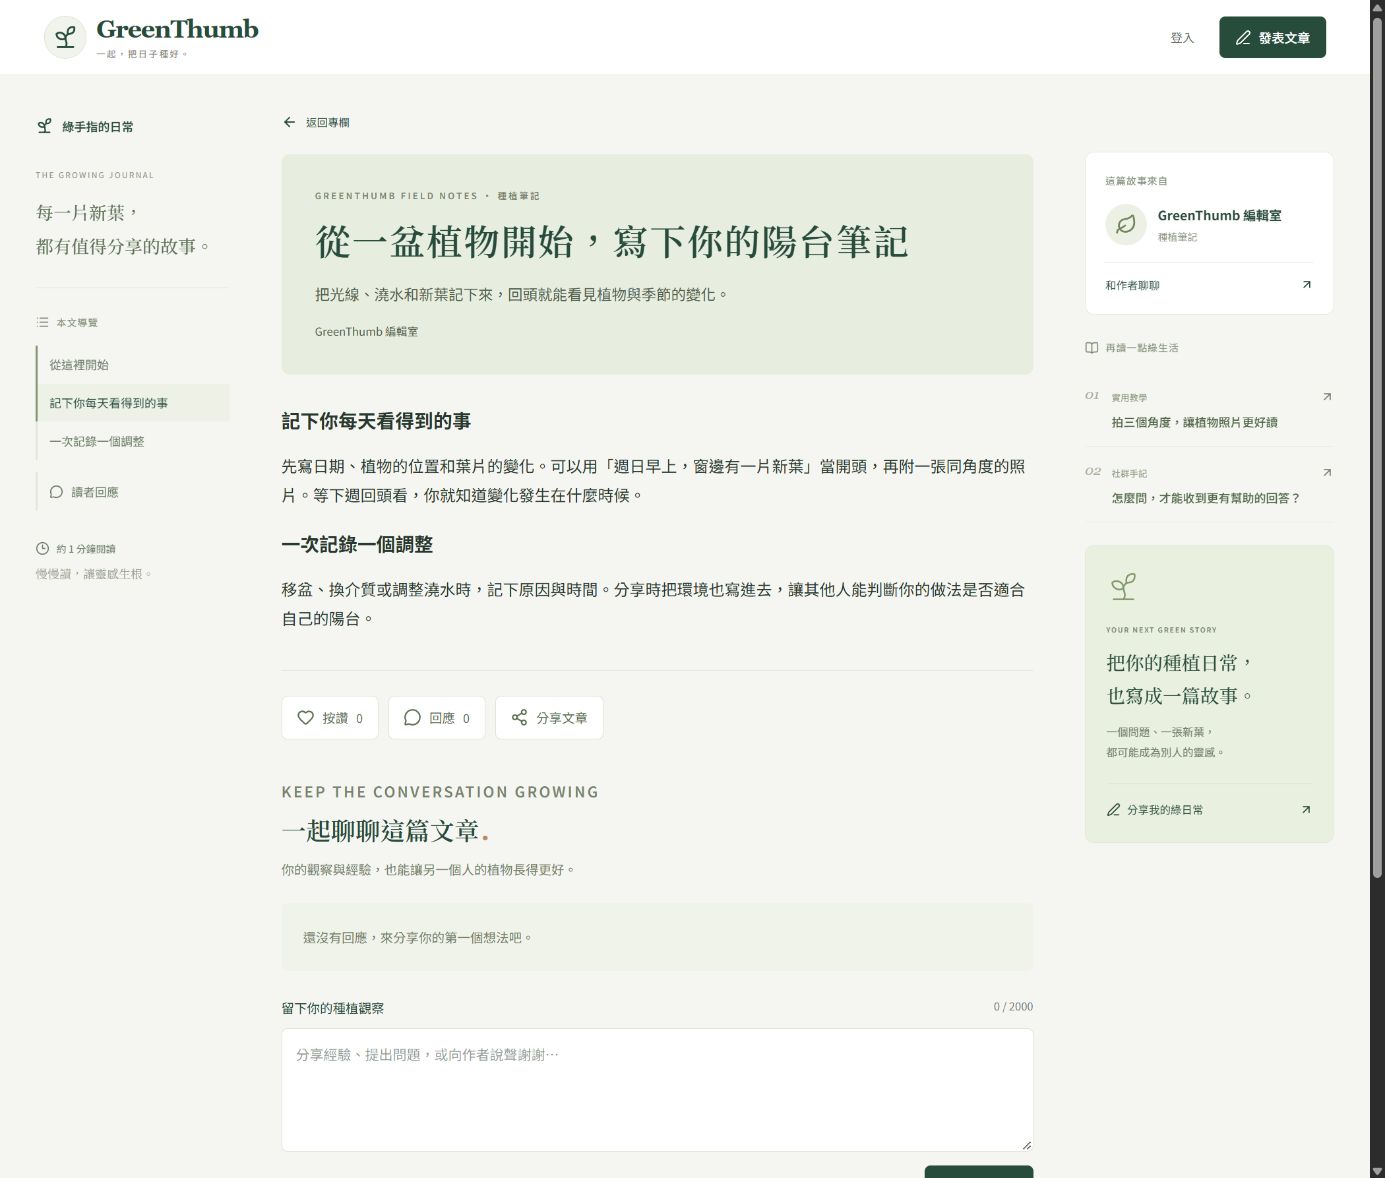 GreenThumb
一起，把日子種好。
登入
發表文章
綠手指的日常
THE GROWING JOURNAL
每一片新葉，
都有值得分享的故事。
本文導覽
從這裡開始
記下你每天看得到的事
一次記錄一個調整
讀者回應
約 1 分鐘閱讀
慢慢讀，讓靈感生根。
返回專欄
GREENTHUMB FIELD NOTES · 種植筆記
從一盆植物開始，寫下你的陽台筆記
把光線、澆水和新葉記下來，回頭就能看見植物與季節的變化。
GreenThumb 編輯室
記下你每天看得到的事
先寫日期、植物的位置和葉片的變化。可以用「週日早上，窗邊有一片新葉」當開頭，再附一張同角度的照
片。等下週回頭看，你就知道變化發生在什麼時候。
一次記錄一個調整
移盆、換介質或調整澆水時，記下原因與時間。分享時把環境也寫進去，讓其他人能判斷你的做法是否適合
自己的陽台。
按讚 0
回應 0
分享文章
KEEP THE CONVERSATION GROWING
一起聊聊這篇文章.
你的觀察與經驗，也能讓另一個人的植物長得更好。
還沒有回應，來分享你的第一個想法吧。
留下你的種植觀察
0 / 2000
分享經驗、提出問題，或向作者說聲謝謝⋯
這篇故事來自
GreenThumb 編輯室
種植筆記
和作者聊聊
再讀一點綠生活
01 實用教學
拍三個角度，讓植物照片更好讀
02 社群手記
怎麼問，才能收到更有幫助的回答？
YOUR NEXT GREEN STORY
把你的種植日常，
也寫成一篇故事。
一個問題、一張新葉，
都可能成為別人的靈感。
分享我的綠日常